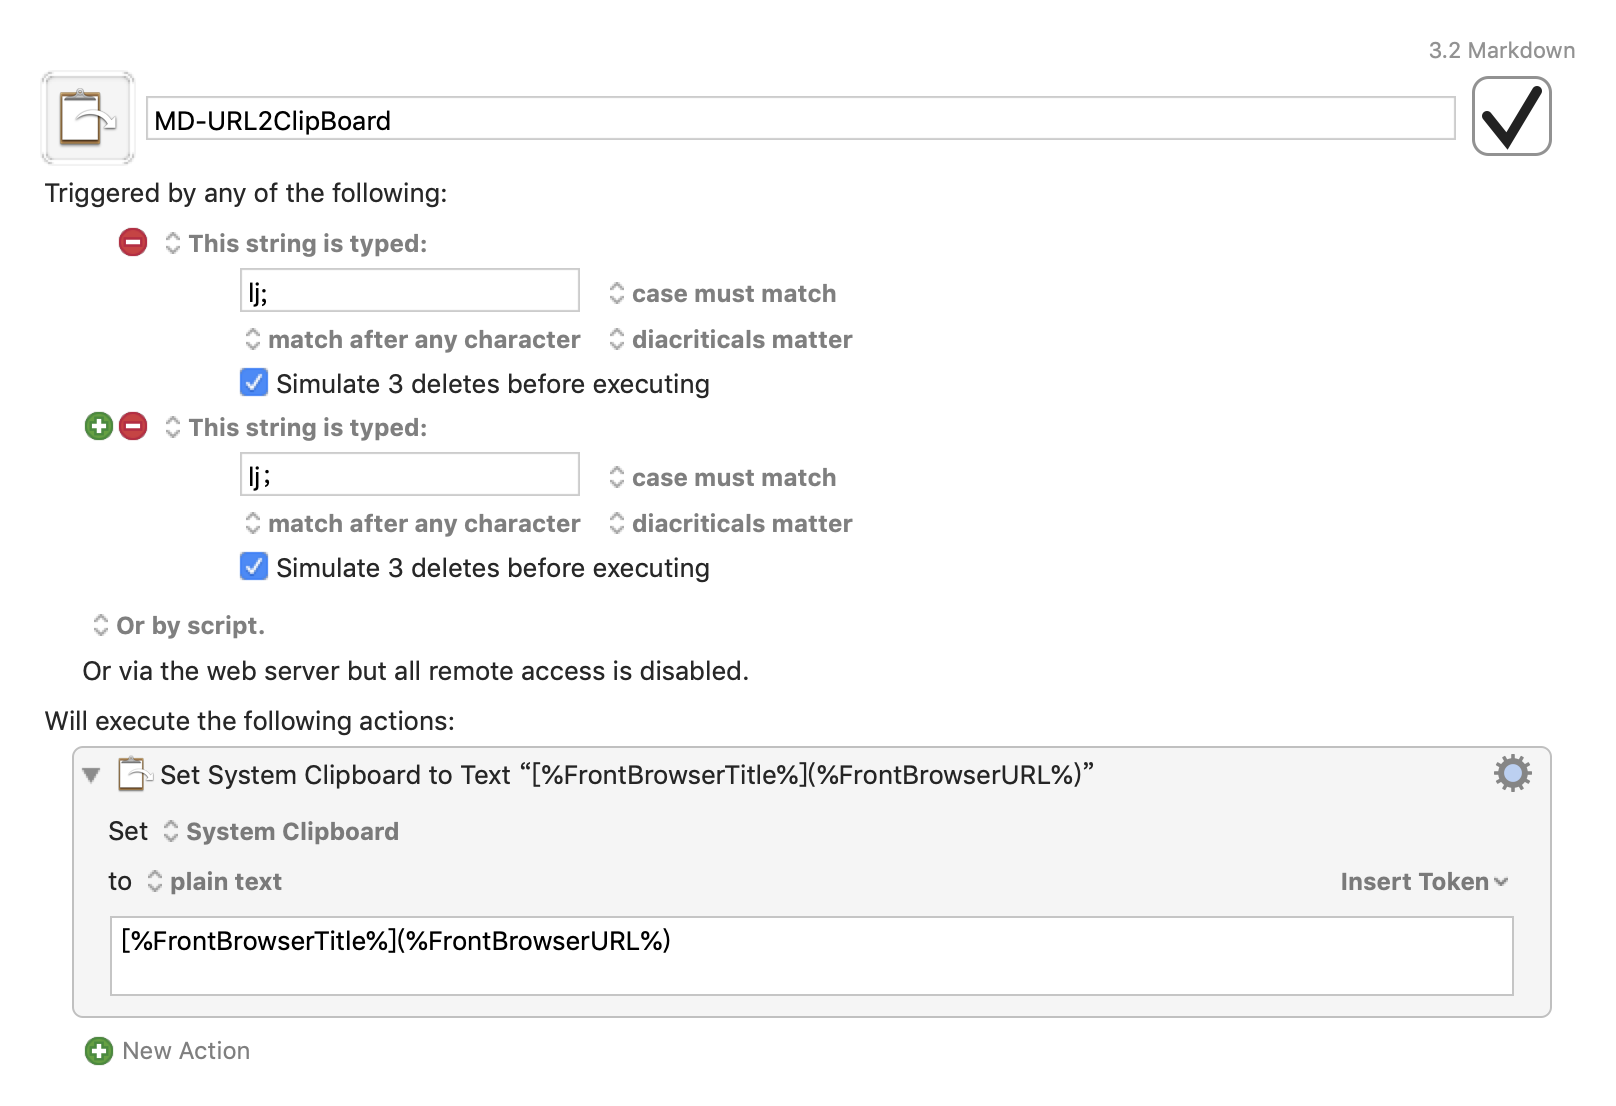 3.2 Markdown
MD-URL2ClipBoard
Triggered by any of the following:
This string is typed:
lj;
case must match
match after any character
diacriticals matter
Simulate 3 deletes before executing
This string is typed:
lj；
case must match
match after any character
diacriticals matter
Simulate 3 deletes before executing
Or by script.
Or via the web server but all remote access is disabled.
Will execute the following actions:
Set System Clipboard to Text “[%FrontBrowserTitle%](%FrontBrowserURL%)”
Set System Clipboard
to plain text
Insert Token
[%FrontBrowserTitle%](%FrontBrowserURL%)
New Action